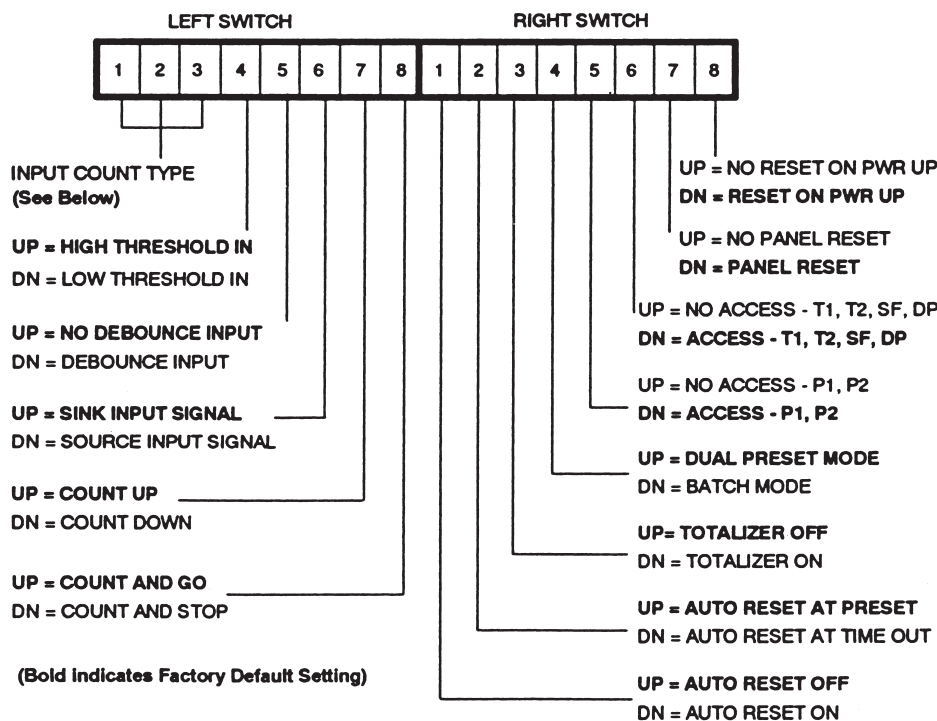 LEFT SWITCH
RIGHT SWITCH
1 2 3 4 5 6 7 8 1 2 3 4 5 6 7 8
INPUT COUNT TYPE
(See Below)
UP = HIGH THRESHOLD IN
DN = LOW THRESHOLD IN
UP = NO DEBOUNCE INPUT
DN = DEBOUNCE INPUT
UP = SINK INPUT SIGNAL
DN = SOURCE INPUT SIGNAL
UP = COUNT UP
DN = COUNT DOWN
UP = COUNT AND GO
DN = COUNT AND STOP
(Bold Indicates Factory Default Setting)
UP = NO RESET ON PWR UP
DN = RESET ON PWR UP
UP = NO PANEL RESET
DN = PANEL RESET
UP = NO ACCESS - T1, T2, SF, DP
DN = ACCESS - T1, T2, SF, DP
UP = NO ACCESS - P1, P2
DN = ACCESS - P1, P2
UP = DUAL PRESET MODE
DN = BATCH MODE
UP= TOTALIZER OFF
DN = TOTALIZER ON
UP = AUTO RESET AT PRESET
DN = AUTO RESET AT TIME OUT
UP = AUTO RESET OFF
DN = AUTO RESET ON